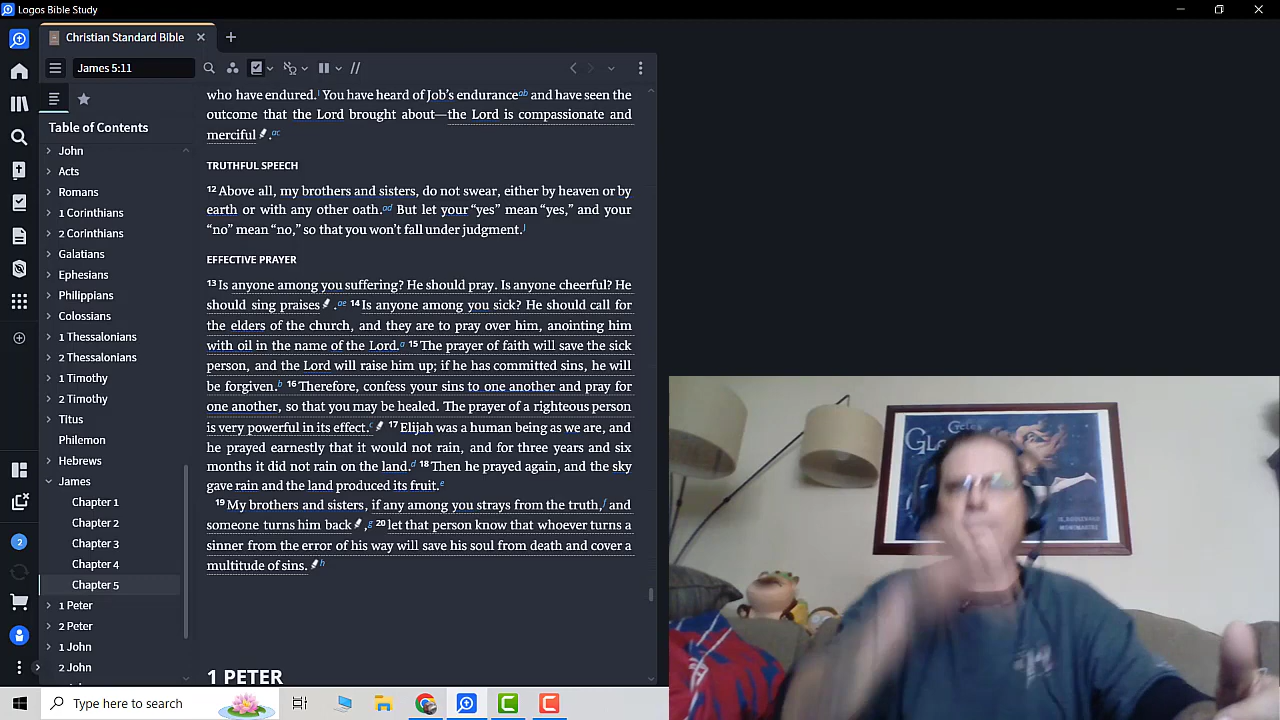 Logos Bible Study
Christian Standard Bible
James 5:11
Table of Contents
John
Acts
Romans
1 Corinthians
2 Corinthians
Galatians
Ephesians
Philippians
Colossians
1 Thessalonians
2 Thessalonians
1 Timothy
2 Timothy
Titus
Philemon
Hebrews
James
Chapter 1
Chapter 2
Chapter 3
Chapter 4
Chapter 5
1 Peter
2 Peter
1 John
2 John
2
who have endured.i You have heard of Job’s enduranceab and have seen the
outcome that the Lord brought about—the Lord is compassionate and
merciful.ac
TRUTHFUL SPEECH
12 Above all, my brothers and sisters, do not swear, either by heaven or by
earth or with any other oath.ad But let your “yes” mean “yes,” and your
“no” mean “no,” so that you won’t fall under judgment.j
EFFECTIVE PRAYER
13 Is anyone among you suffering? He should pray. Is anyone cheerful? He
should sing praises.ae 14 Is anyone among you sick? He should call for
the elders of the church, and they are to pray over him, anointing him
with oil in the name of the Lord.a 15 The prayer of faith will save the sick
person, and the Lord will raise him up; if he has committed sins, he will
be forgiven.b 16 Therefore, confess your sins to one another and pray for
one another, so that you may be healed. The prayer of a righteous person
is very powerful in its effect.c 17 Elijah was a human being as we are, and
he prayed earnestly that it would not rain, and for three years and six
months it did not rain on the land.d 18 Then he prayed again, and the sky
gave rain and the land produced its fruit.e
19 My brothers and sisters, if any among you strays from the truth,f and
someone turns him back,g 20 let that person know that whoever turns a
sinner from the error of his way will save his soul from death and cover a
multitude of sins.h
1 PETER
Cycles
Type here to search